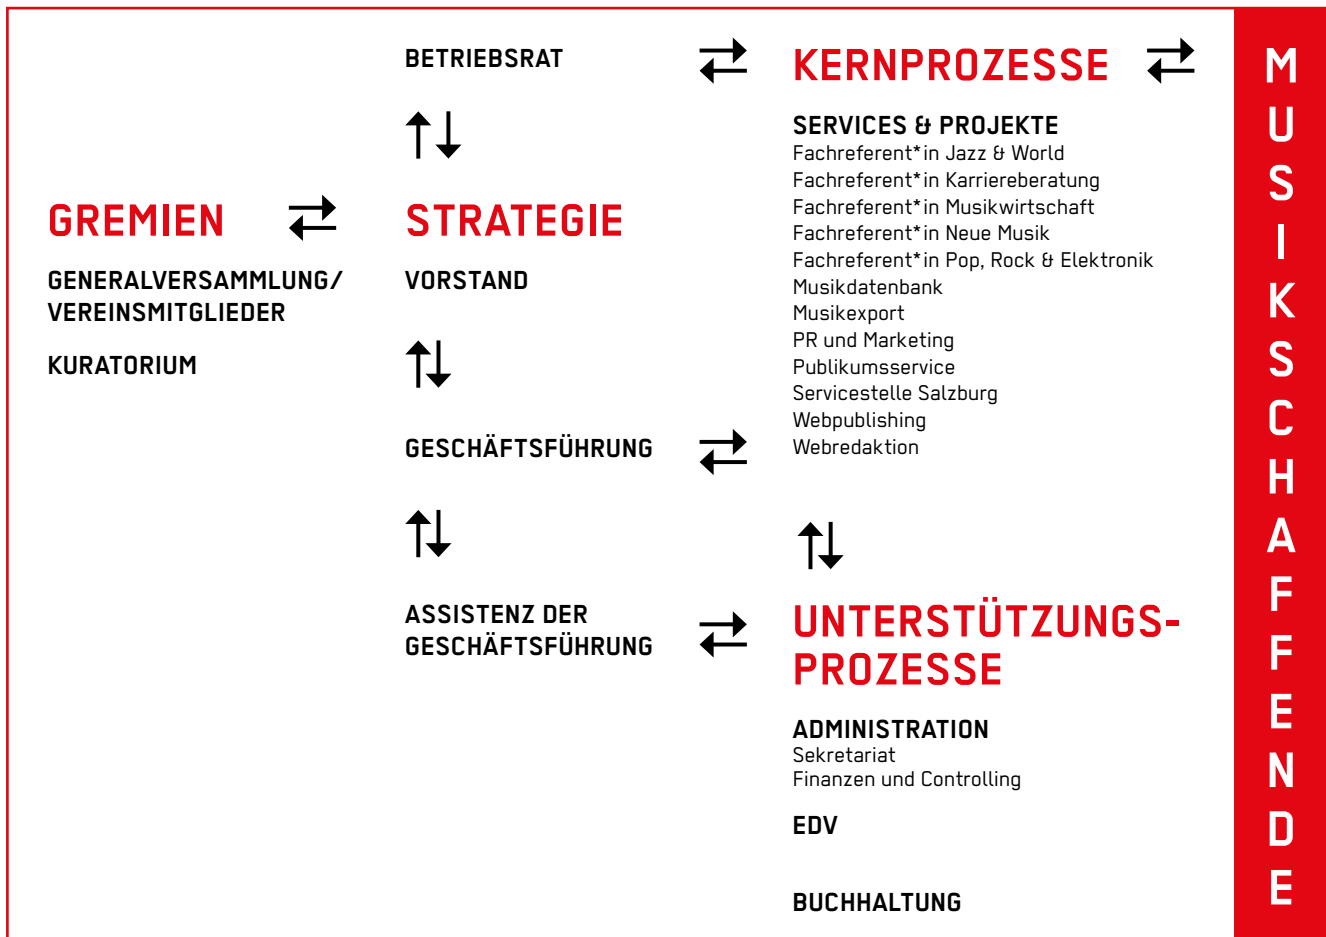 BETRIEBSRAT
GREMIEN
GENERALVERSAMMLUNG/
VEREINSMITGLIEDER
KURATORIUM
STRATEGIE
VORSTAND
GESCHÄFTSFÜHRUNG
ASSISTENZ DER
GESCHÄFTSFÜHRUNG
KERNPROZESSE
SERVICES & PROJEKTE
Fachreferent*in Jazz & World
Fachreferent*in Karriereberatung
Fachreferent*in Musikwirtschaft
Fachreferent*in Neue Musik
Fachreferent*in Pop, Rock & Elektronik
Musikdatenbank
Musikexport
PR und Marketing
Publikumsservice
Servicestelle Salzburg
Webpublishing
Webredaktion
UNTERSTÜTZUNGS-
PROZESSE
ADMINISTRATION
Sekretariat
Finanzen und Controlling
EDV
BUCHHALTUNG
MUSIKSCHAFFENDE